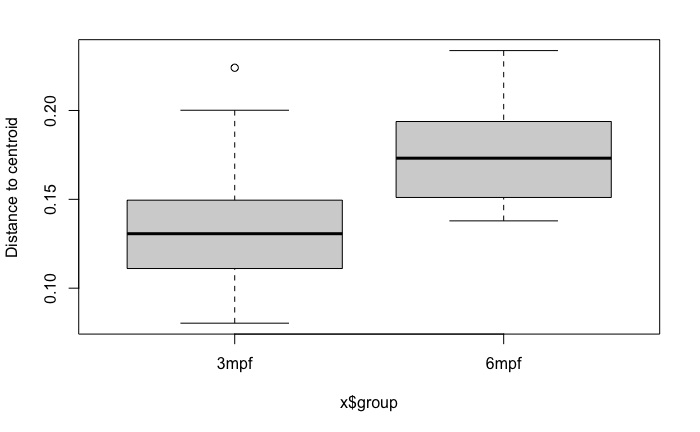 Distance to centroid
0.20
0.15
0.10
3mpf
6mpf
x$group